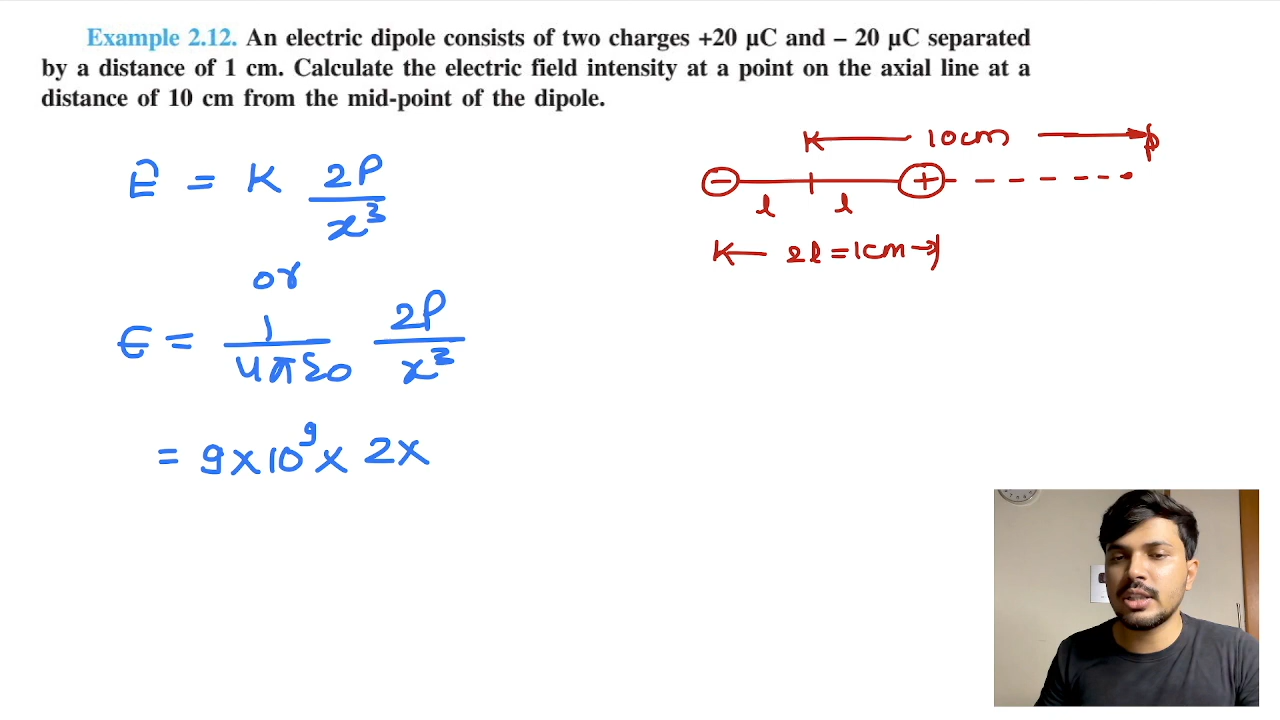 Example 2.12. An electric dipole consists of two charges +20 μC and – 20 μC separated
by a distance of 1 cm. Calculate the electric field intensity at a point on the axial line at a
distance of 10 cm from the mid-point of the dipole.
10cm p
− +
l l
2l = 1cm
E = K 2P/x³
or
E = 1/4πε0 2P/x³
= 9×10⁹× 2×